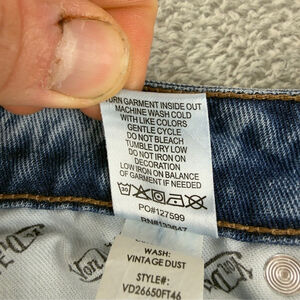 TURN GARMENT INSIDE OUT
MACHINE WASH COLD
WITH LIKE COLORS
GENTLE CYCLE
DO NOT BLEACH
TUMBLE DRY LOW
DO NOT IRON ON
DECORATION
LOW IRON ON BALANCE
OF GARMENT IF NEEDED
PO#127599
WASH:
VINTAGE DUST
STYLE#:
VD26650FT46